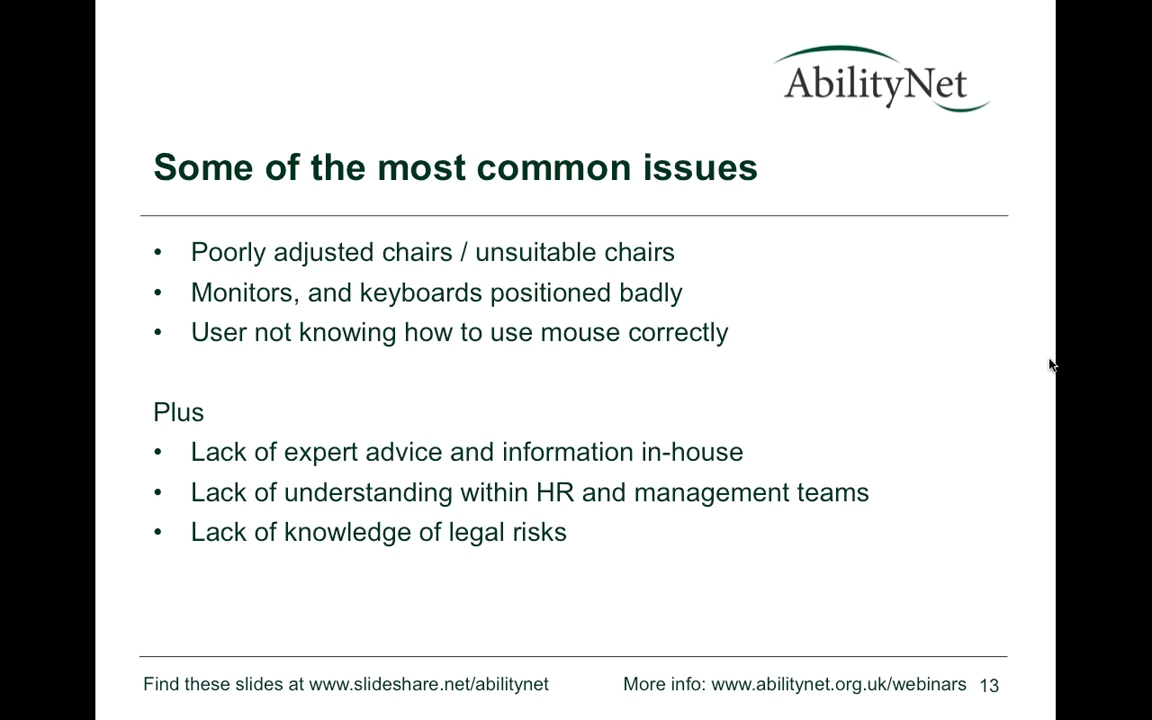 AbilityNet
Some of the most common issues
• Poorly adjusted chairs / unsuitable chairs
• Monitors, and keyboards positioned badly
• User not knowing how to use mouse correctly
Plus
• Lack of expert advice and information in-house
• Lack of understanding within HR and management teams
• Lack of knowledge of legal risks
Find these slides at www.slideshare.net/abilitynet More info: www.abilitynet.org.uk/webinars 13